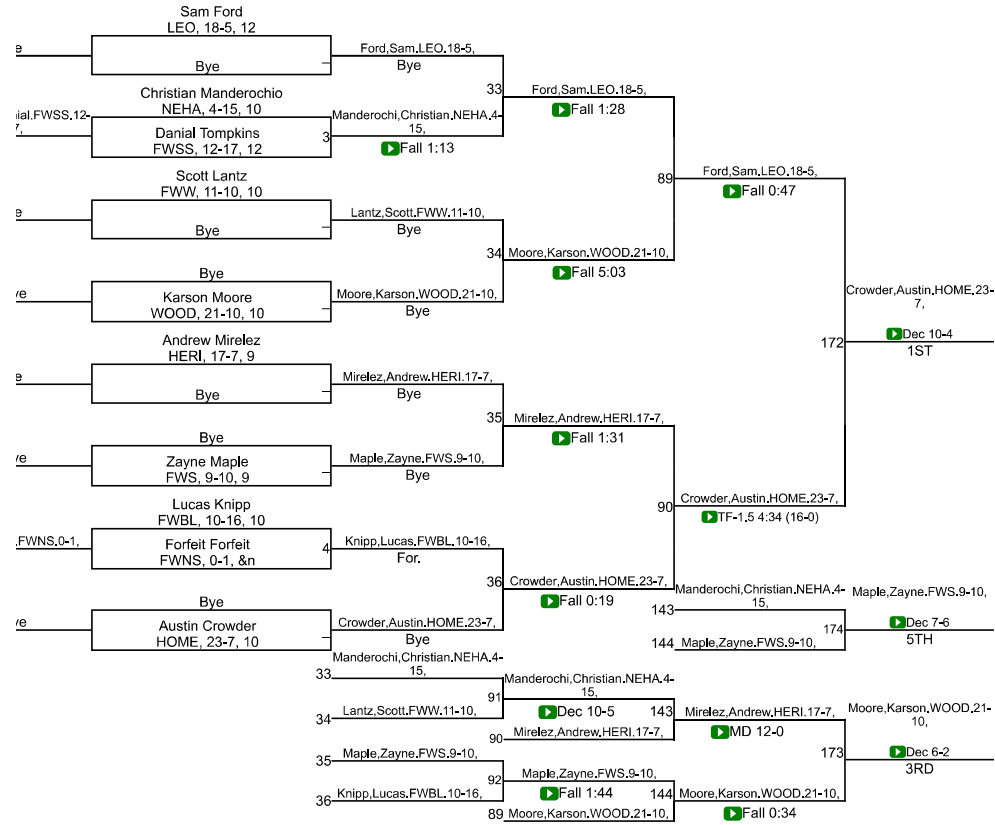 Sam Ford
LEO, 18-5, 12
Bye
Ford,Sam.LEO.18-5,
Bye
33
Ford,Sam.LEO.18-5,
Fall 1:28
Christian Manderochio
NEHA, 4-15, 10
Danial Tompkins
FWSS, 12-17, 12
3
Manderochi,Christian.NEHA.4-
15,
Fall 1:13
89
Ford,Sam.LEO.18-5,
Fall 0:47
Scott Lantz
FWW, 11-10, 10
Bye
Lantz,Scott.FWW.11-10,
Bye
34
Moore,Karson.WOOD.21-10,
Fall 5:03
Bye
Karson Moore
WOOD, 21-10, 10
Moore,Karson.WOOD.21-10,
Bye
172
Crowder,Austin.HOME.23-
7,
Dec 10-4
1ST
Andrew Mirelez
HERI, 17-7, 9
Bye
Mirelez,Andrew.HERI.17-7,
Bye
35
Mirelez,Andrew.HERI.17-7,
Fall 1:31
Bye
Zayne Maple
FWS, 9-10, 9
Maple,Zayne.FWS.9-10,
Bye
90
Crowder,Austin.HOME.23-7,
TF-1.5 4:34 (16-0)
Lucas Knipp
FWBL, 10-16, 10
Forfeit Forfeit
FWNS, 0-1, &n
.FWNS.0-1,
4
Knipp,Lucas.FWBL.10-16,
For.
36
Crowder,Austin.HOME.23-7,
Fall 0:19
Bye
Austin Crowder
HOME, 23-7, 10
Crowder,Austin.HOME.23-7,
Bye
143
Manderochi,Christian.NEHA.4-
15,
144
Maple,Zayne.FWS.9-10,
174
Maple,Zayne.FWS.9-10,
Dec 7-6
5TH
33
Manderochi,Christian.NEHA.4-
15,
34
Lantz,Scott.FWW.11-10,
91
Manderochi,Christian.NEHA.4-
15,
Dec 10-5
90
Mirelez,Andrew.HERI.17-7,
143
Mirelez,Andrew.HERI.17-7,
MD 12-0
173
Moore,Karson.WOOD.21-
10,
Dec 6-2
3RD
35
Maple,Zayne.FWS.9-10,
36
Knipp,Lucas.FWBL.10-16,
92
Maple,Zayne.FWS.9-10,
Fall 1:44
89
Moore,Karson.WOOD.21-10,
144
Moore,Karson.WOOD.21-10,
Fall 0:34